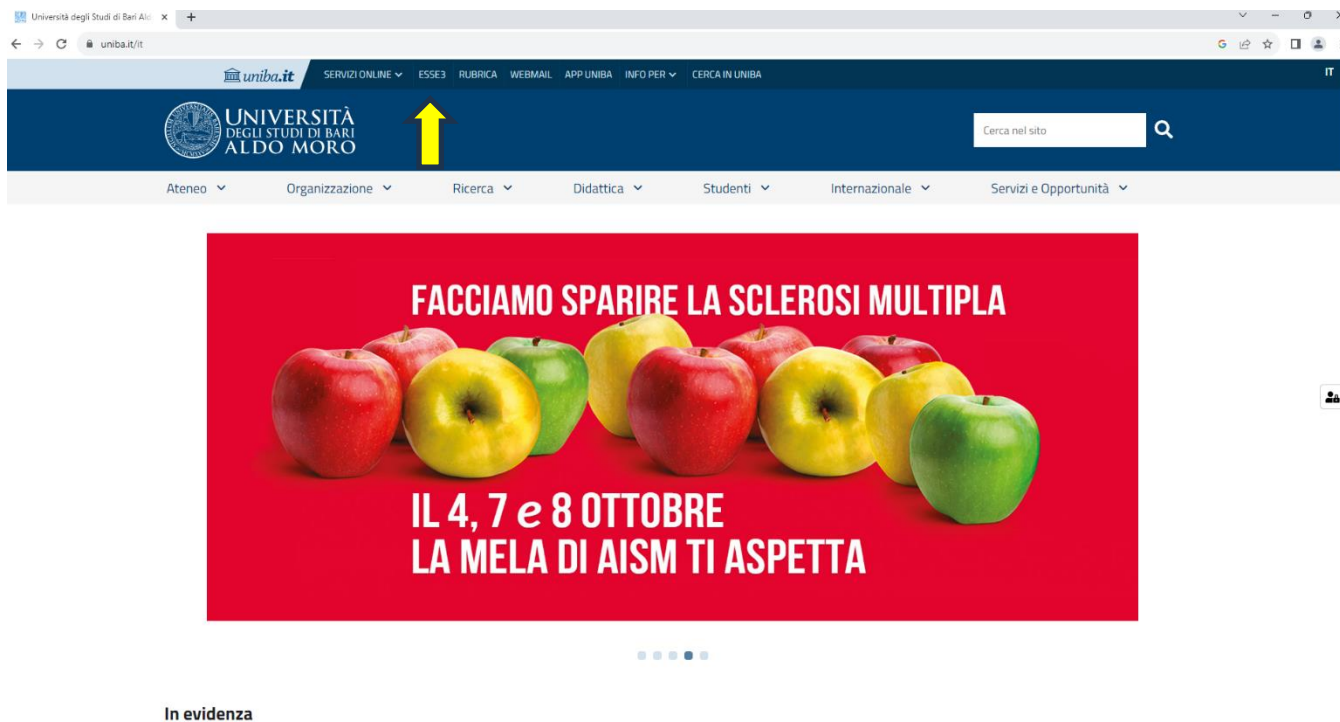 Università degli Studi di Bari Ald
uniba.it/it
uniba.it
SERVIZI ONLINE ESSE3 RUBRICA WEBMAIL APP UNIBA INFO PER CERCA IN UNIBA
IT
UNIVERSITÀ
DEGLI STUDI DI BARI
ALDO MORO
Cerca nel sito
Ateneo Organizzazione Ricerca Didattica Studenti Internazionale Servizi e Opportunità
FACCIAMO SPARIRE LA SCLEROSI MULTIPLA
IL 4, 7 e 8 OTTOBRE
LA MELA DI AISM TI ASPETTA
In evidenza